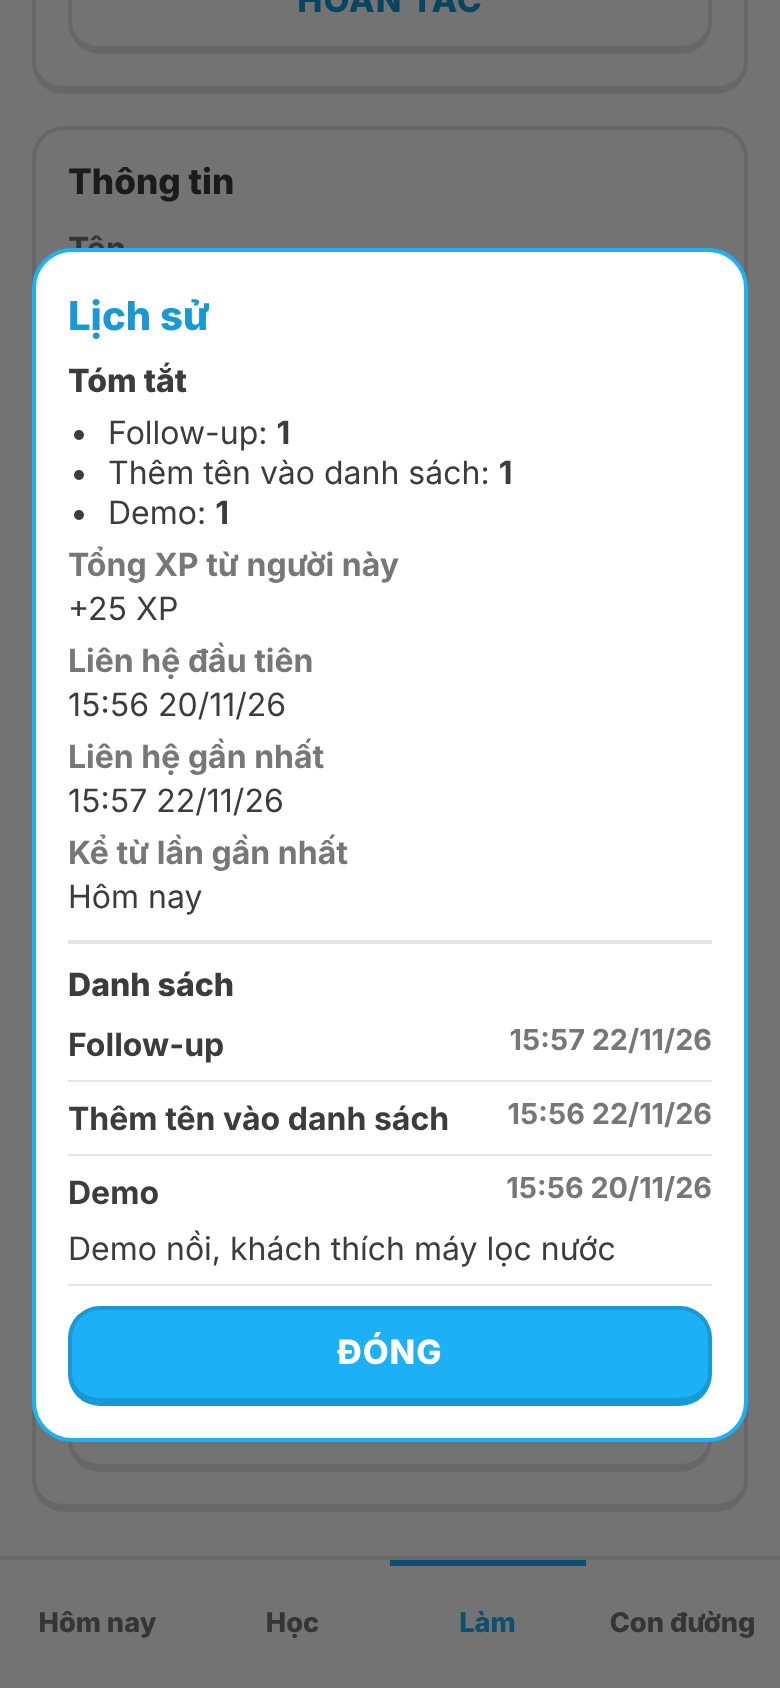 HOÀN TÁC
Thông tin
Tên
Lịch sử
Tóm tắt
• Follow-up: 1
• Thêm tên vào danh sách: 1
• Demo: 1
Tổng XP từ người này
+25 XP
Liên hệ đầu tiên
15:56 20/11/26
Liên hệ gần nhất
15:57 22/11/26
Kể từ lần gần nhất
Hôm nay
Danh sách
Follow-up 15:57 22/11/26
Thêm tên vào danh sách 15:56 22/11/26
Demo 15:56 20/11/26
Demo nồi, khách thích máy lọc nước
ĐÓNG
Hôm nay Học Làm Con đường